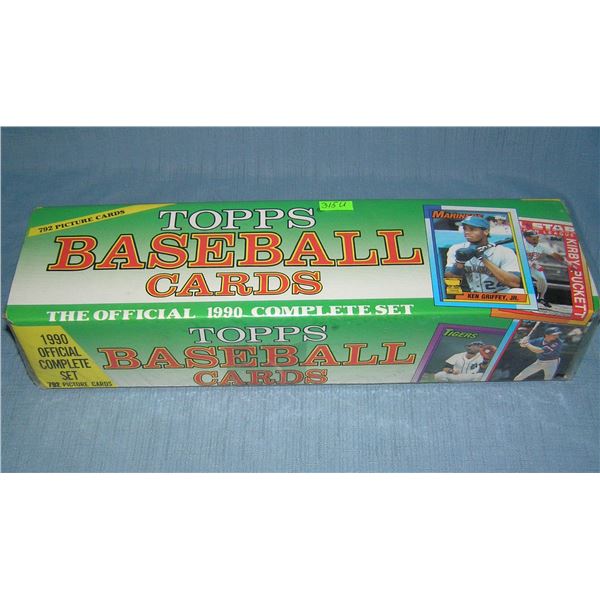 315U
792 PICTURE CARDS
TOPPS
BASEBALL
CARDS
THE OFFICIAL 1990 COMPLETE SET
MARINERS
KEN GRIFFEY, JR.
KIRBY PUCKETT
1990
OFFICIAL
COMPLETE
SET
792 PICTURE CARDS
TOPPS
BASEBALL
CARDS
TIGERS